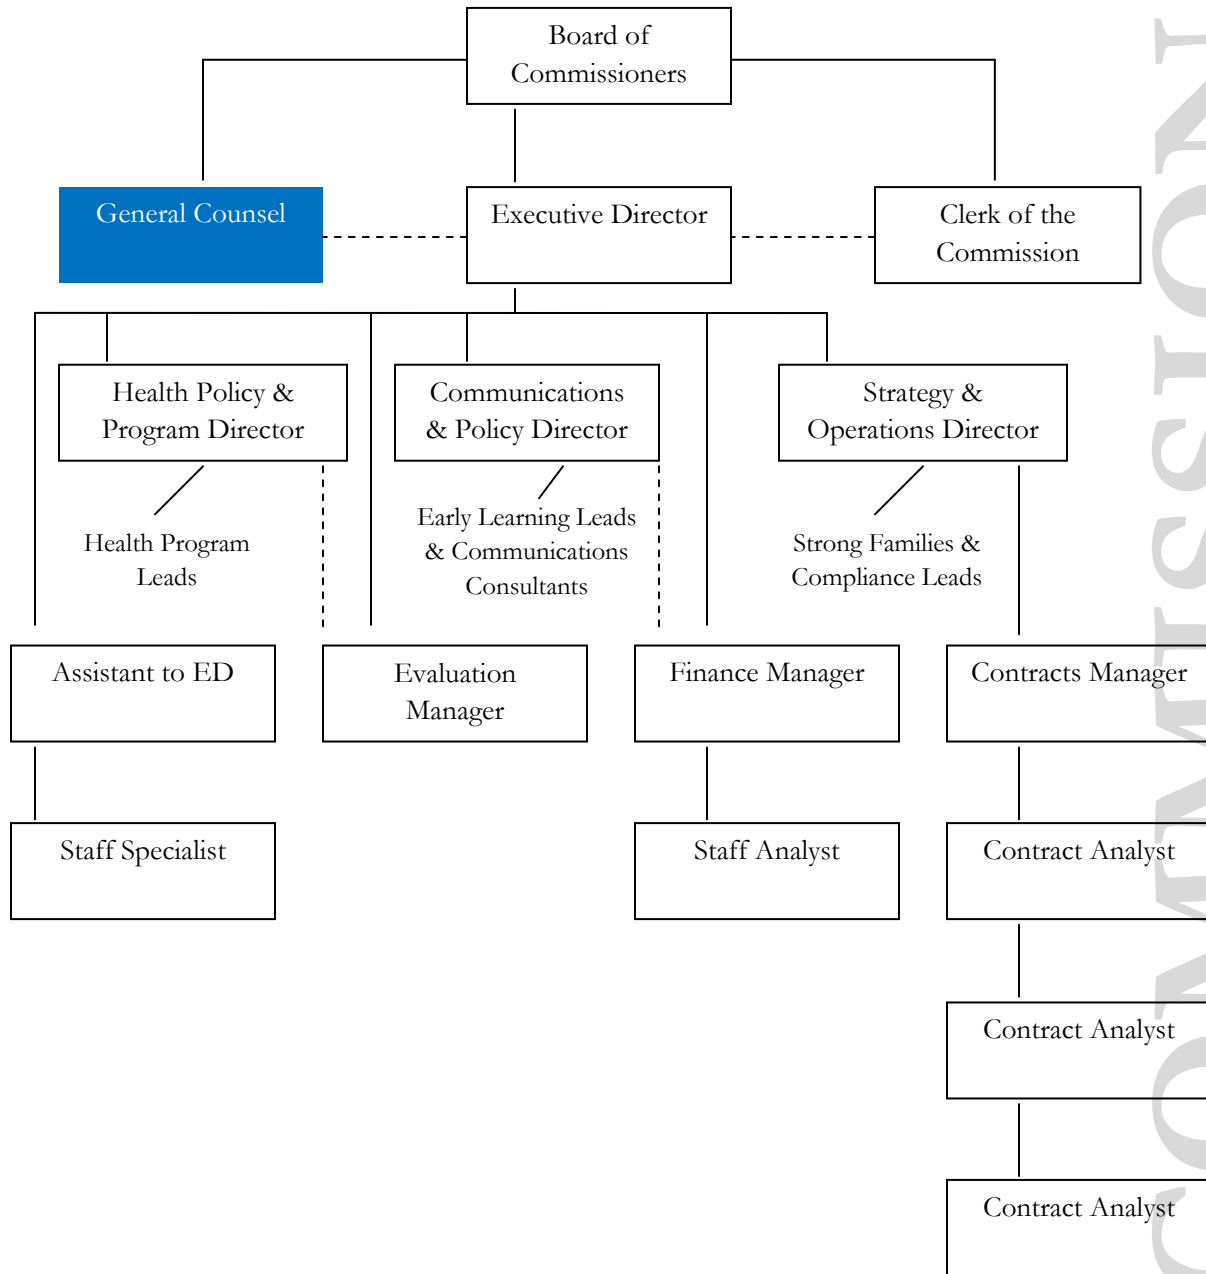 Board of
Commissioners
General Counsel
Executive Director
Clerk of the
Commission
Health Policy &
Program Director
Communications
& Policy Director
Strategy &
Operations Director
Health Program
Leads
Early Learning Leads
& Communications
Consultants
Strong Families &
Compliance Leads
Assistant to ED
Evaluation
Manager
Finance Manager
Contracts Manager
Staff Specialist
Staff Analyst
Contract Analyst
Contract Analyst
Contract Analyst
COMMISSION